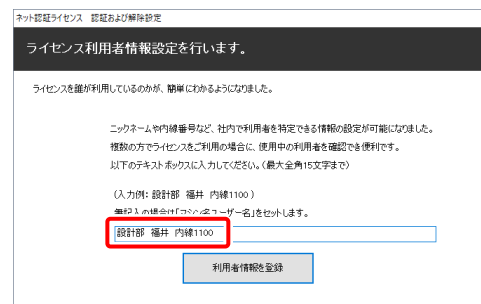 ネット認証ライセンス 認証および解除設定
ライセンス利用者情報設定を行います。
ライセンスを誰が利用しているのかが、簡単にわかるようになりました。
ニックネームや内線番号など、社内で利用者を特定できる情報の設定が可能になりました。
複数の方でライセンスをご利用の場合に、使用中の利用者を確認でき便利です。
以下のテキストボックスに入力してください。（最大全角15文字まで）
（入力例： 設計部 福井 内線1100）
無記入の場合は「マシン名ユーザー名」をセットします。
設計部 福井 内線1100
利用者情報を登録